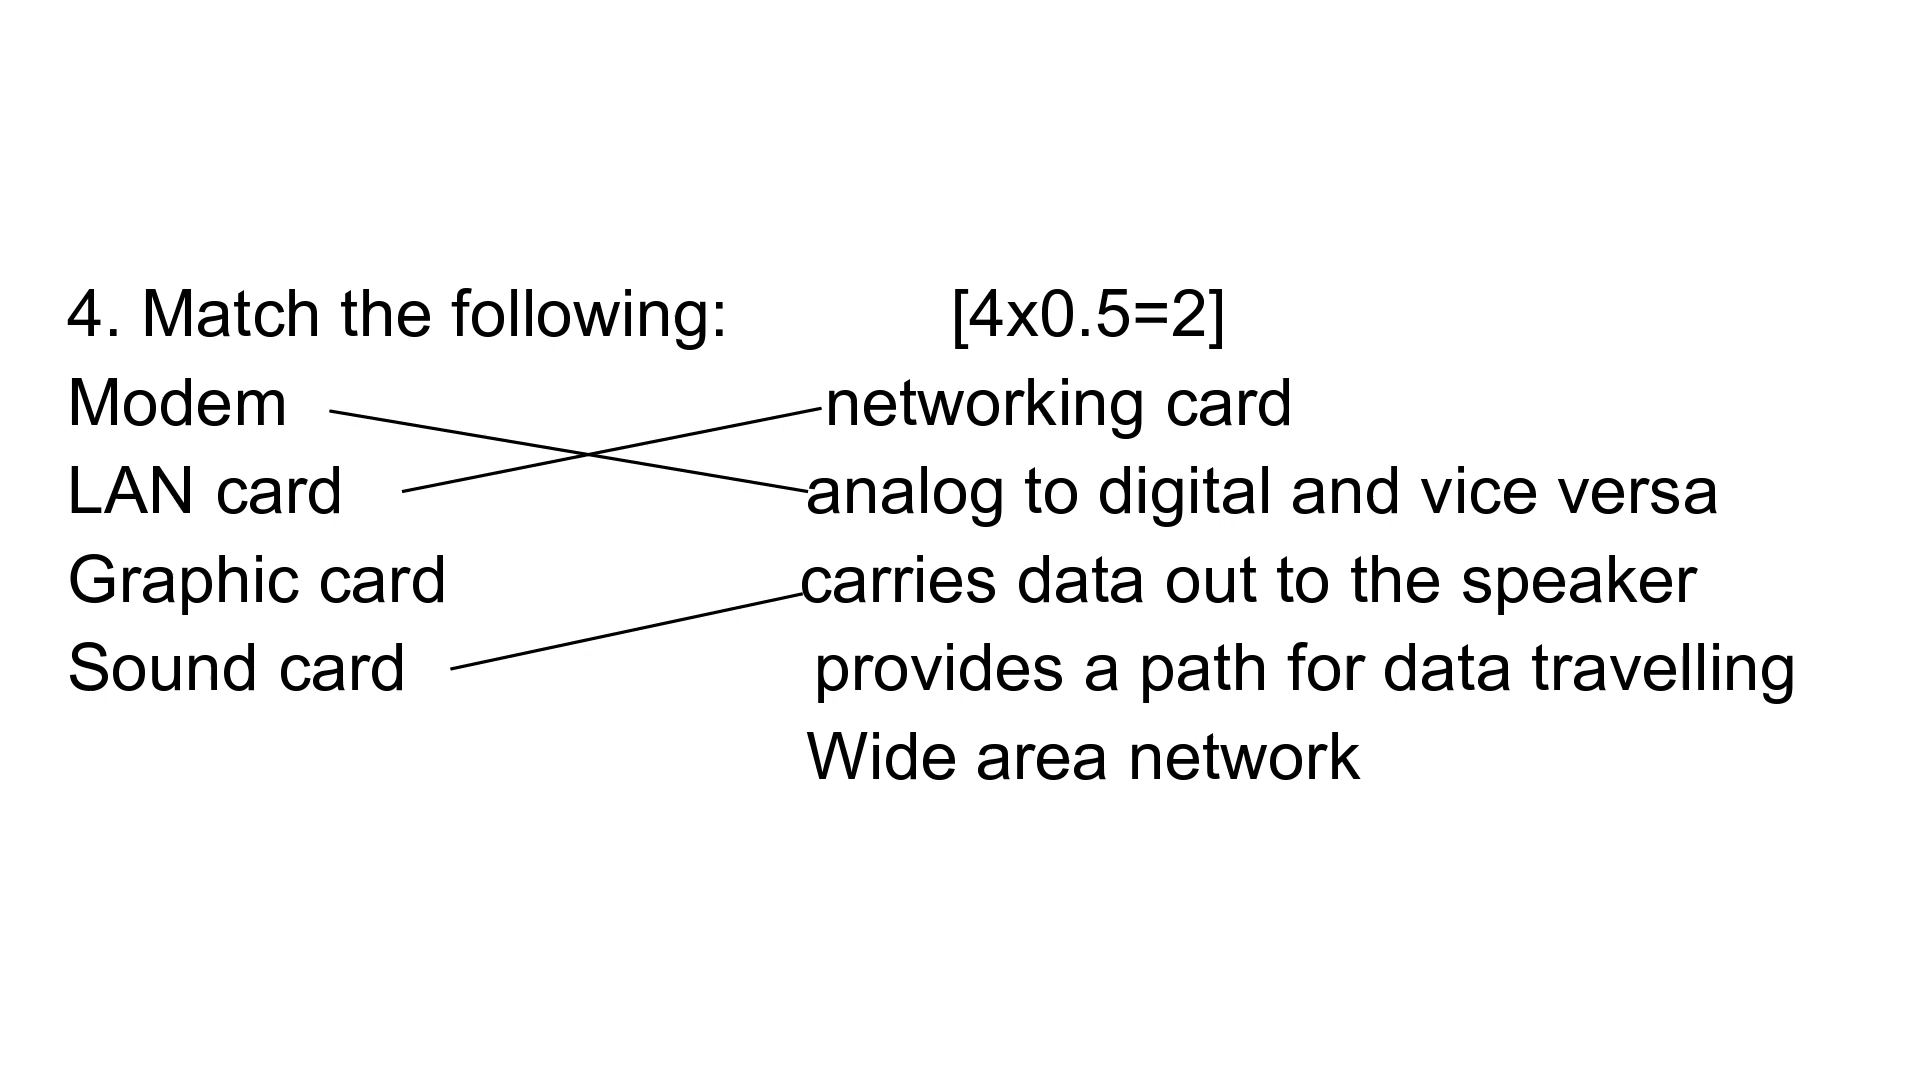 4. Match the following: [4x0.5=2]
Modem networking card
LAN card analog to digital and vice versa
Graphic card carries data out to the speaker
Sound card provides a path for data travelling
Wide area network